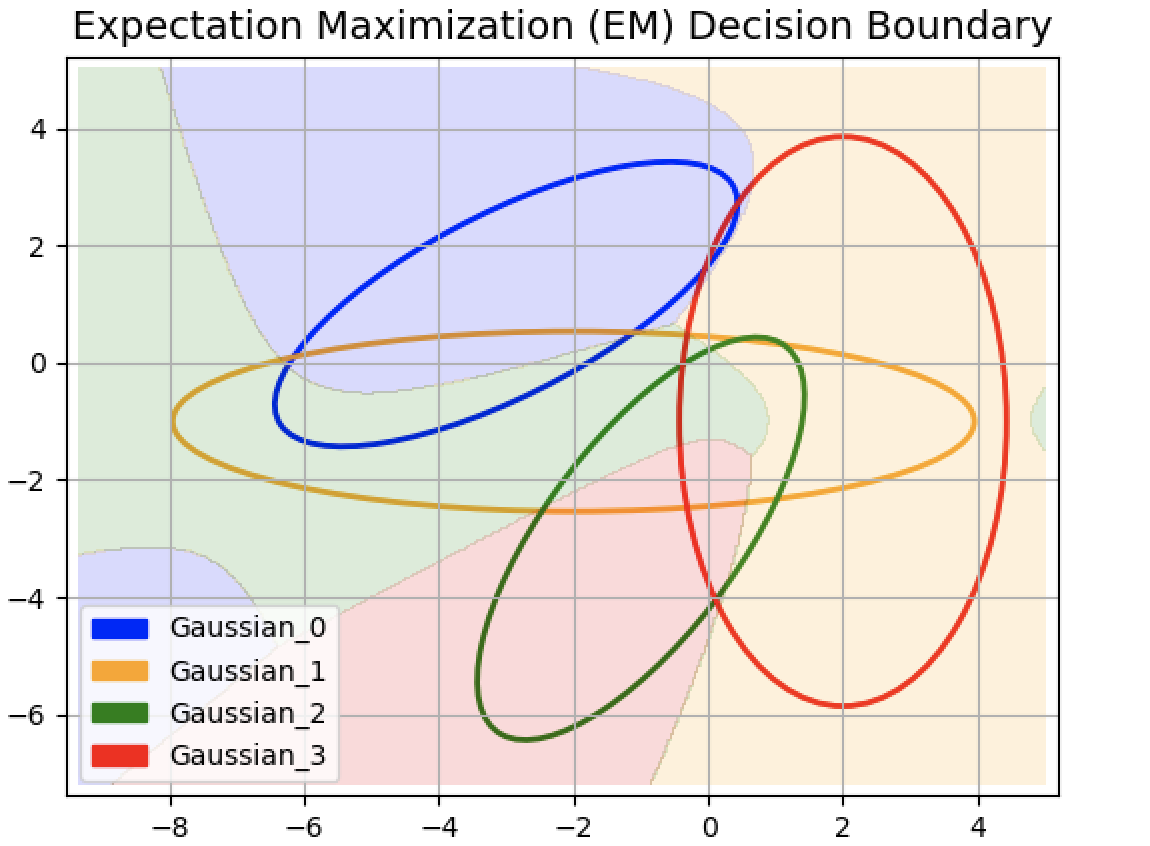 Expectation Maximization (EM) Decision Boundary
4
2
0
−2
−4
−6
Gaussian_0
Gaussian_1
Gaussian_2
Gaussian_3
−8 −6 −4 −2 0 2 4